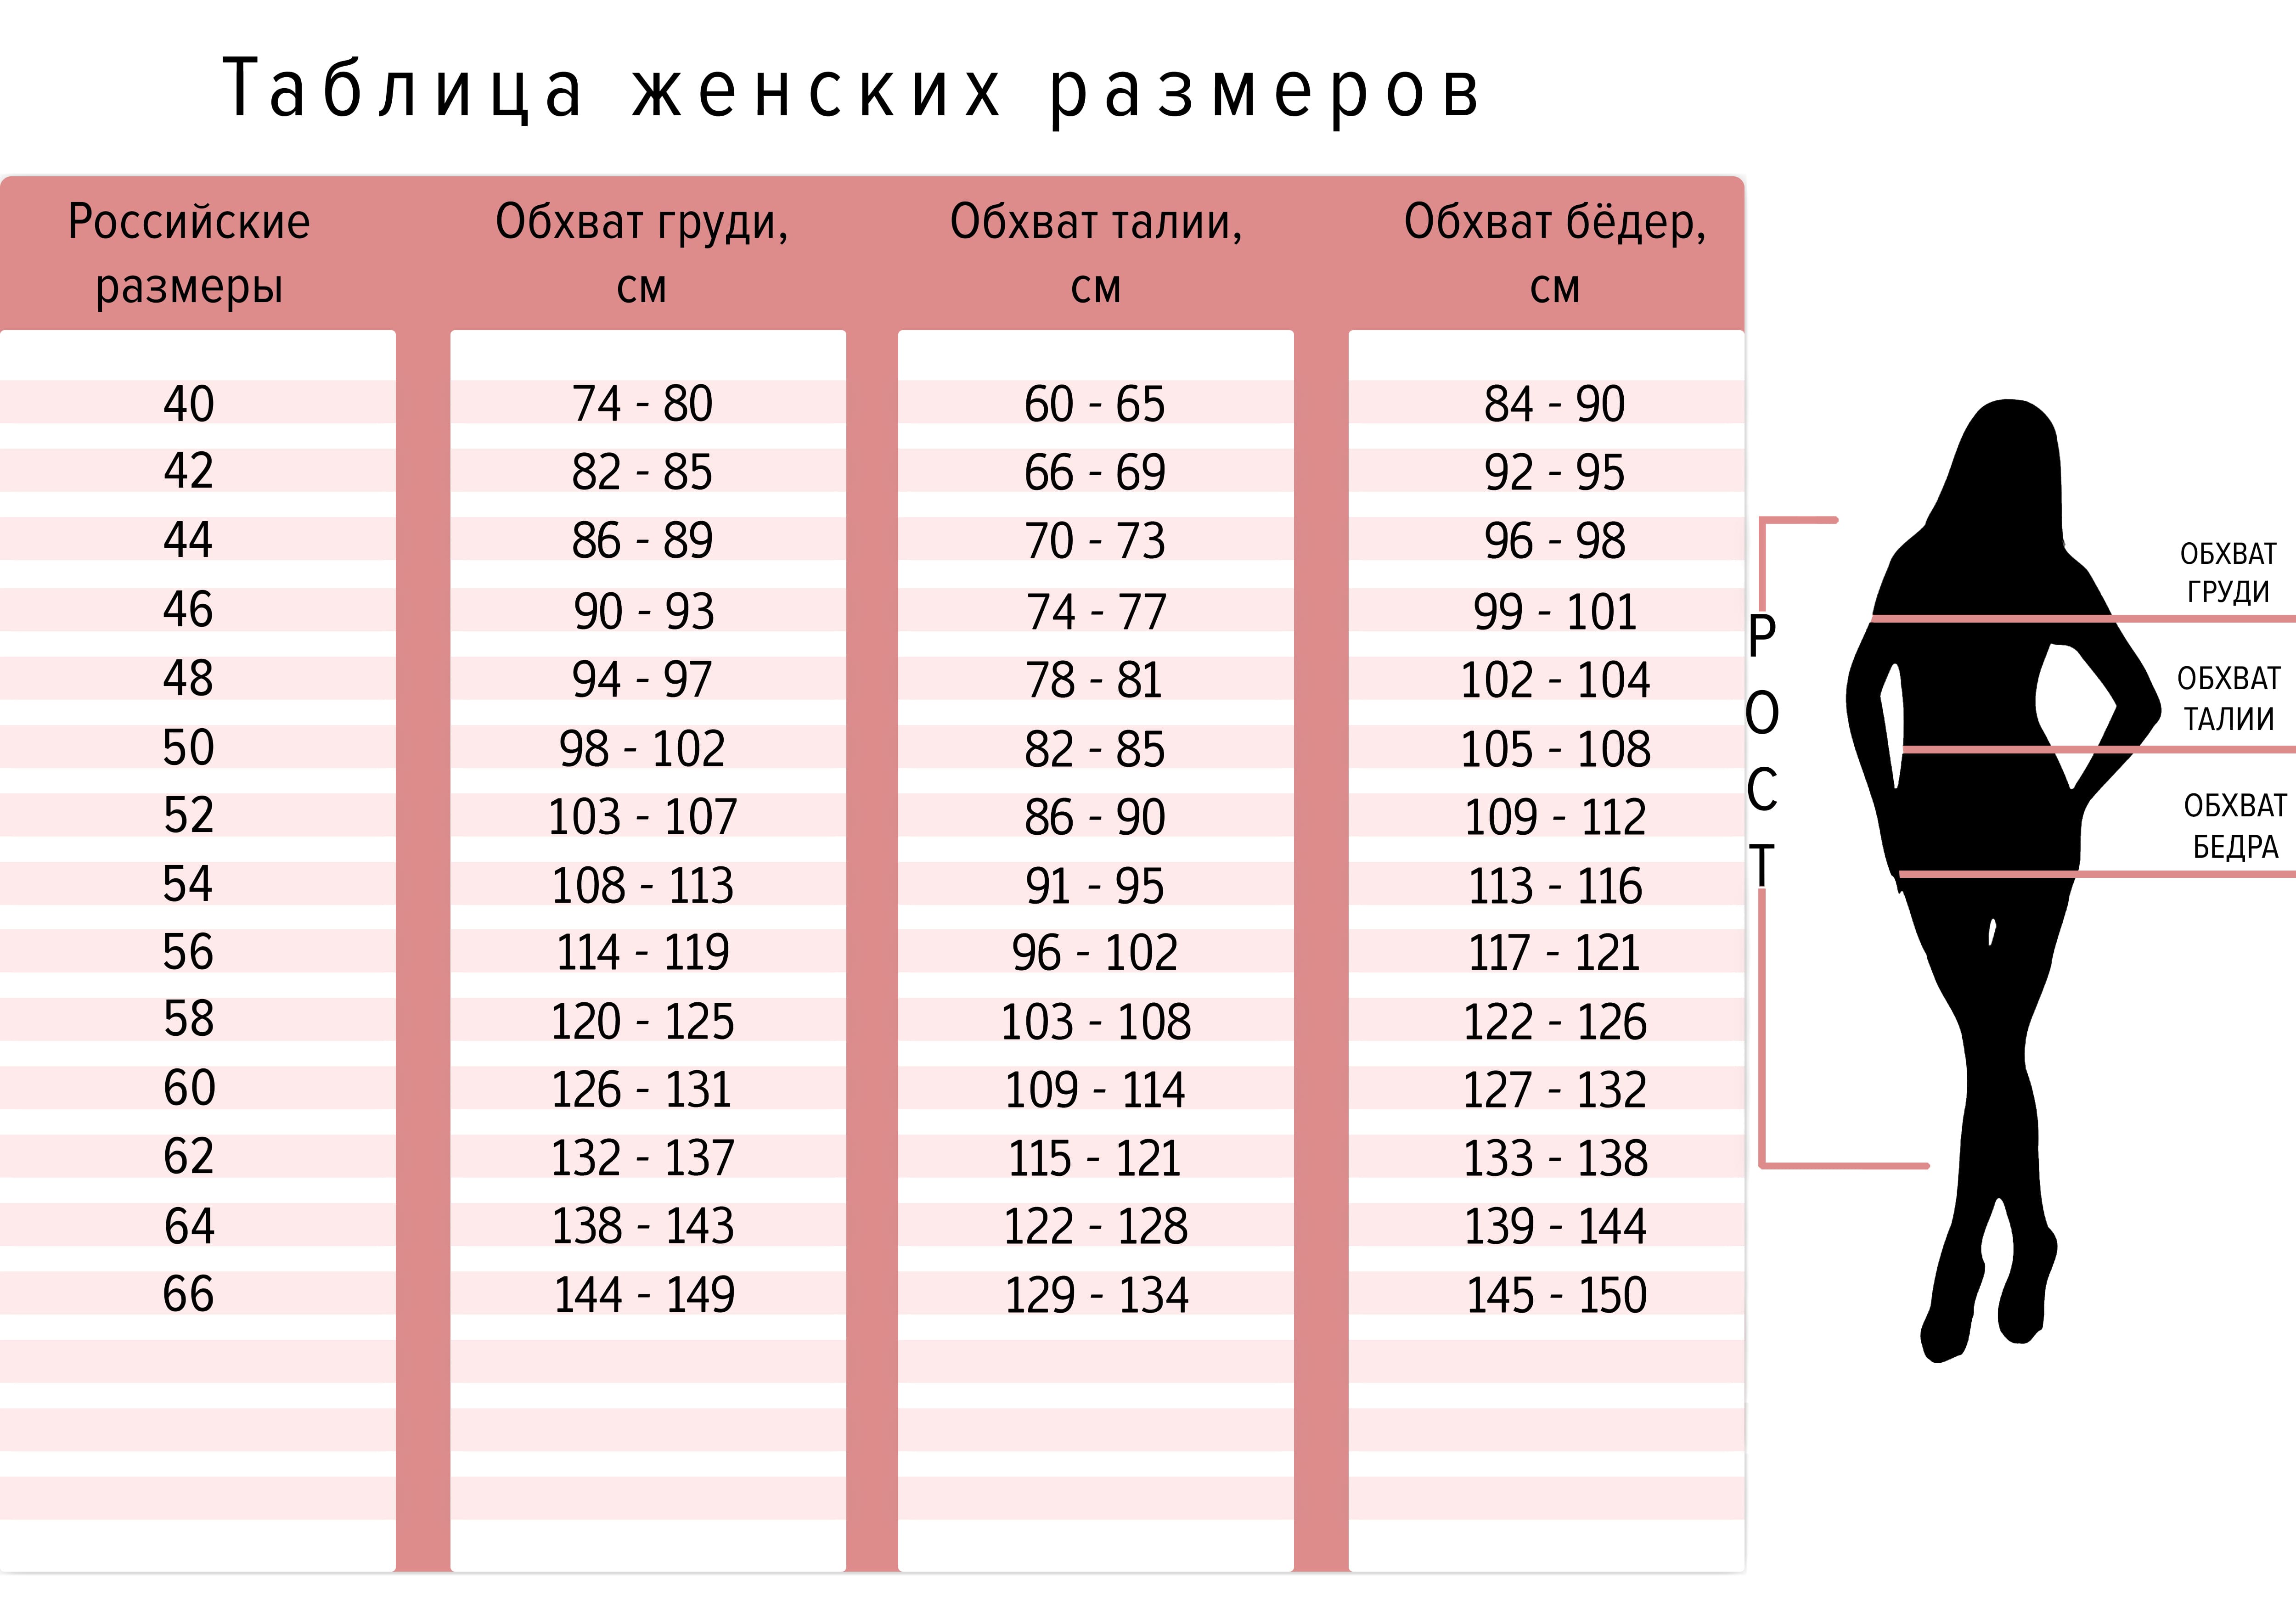 Таблица женских размеров
Российские
размеры
Обхват груди,
см
Обхват талии,
см
Обхват бёдер,
см
40 74 - 80 60 - 65 84 - 90
42 82 - 85 66 - 69 92 - 95
44 86 - 89 70 - 73 96 - 98
46 90 - 93 74 - 77 99 - 101
48 94 - 97 78 - 81 102 - 104
50 98 - 102 82 - 85 105 - 108
52 103 - 107 86 - 90 109 - 112
54 108 - 113 91 - 95 113 - 116
56 114 - 119 96 - 102 117 - 121
58 120 - 125 103 - 108 122 - 126
60 126 - 131 109 - 114 127 - 132
62 132 - 137 115 - 121 133 - 138
64 138 - 143 122 - 128 139 - 144
66 144 - 149 129 - 134 145 - 150
Р
О
С
Т
ОБХВАТ
ГРУДИ
ОБХВАТ
ТАЛИИ
ОБХВАТ
БЕДРА